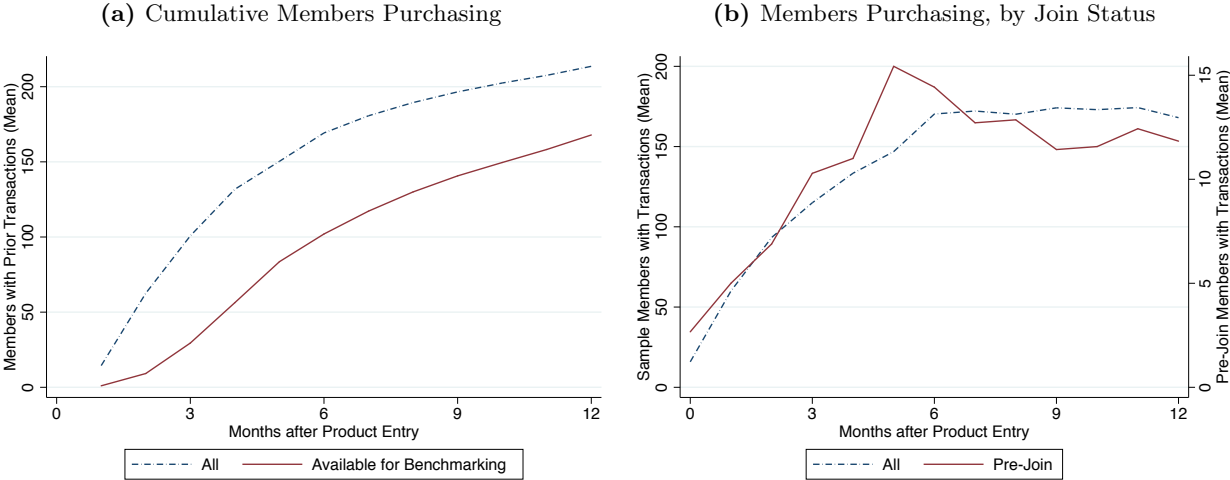 (a) Cumulative Members Purchasing
Members with Prior Transactions (Mean)
200
150
100
50
0
0 3 6 9 12
Months after Product Entry
All Available for Benchmarking
(b) Members Purchasing, by Join Status
Sample Members with Transactions (Mean)
200
150
100
50
0
15
10
5
0
Pre-Join Members with Transactions (Mean)
0 3 6 9 12
Months after Product Entry
All Pre-Join